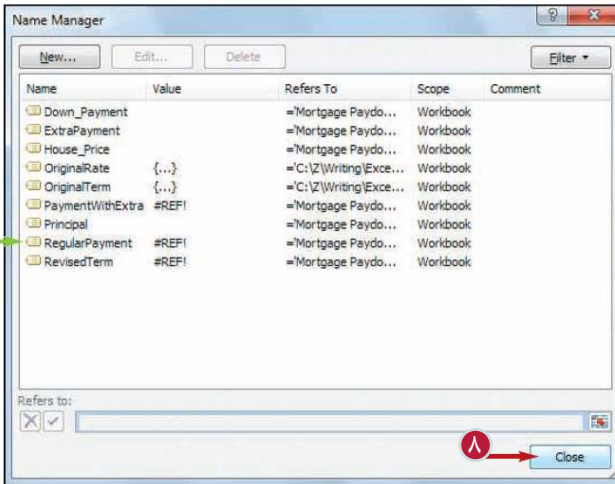 Name Manager
New... Edit... Delete Filter
Name Value Refers To Scope Comment
Down_Payment ='Mortgage Paydo... Workbook
ExtraPayment ='Mortgage Paydo... Workbook
House_Price ='Mortgage Paydo... Workbook
OriginalRate {...} ='C:\Z\Writing\Exce... Workbook
OriginalTerm {...} ='C:\Z\Writing\Exce... Workbook
PaymentWithExtra #REF! ='Mortgage Paydo... Workbook
Principal ='Mortgage Paydo... Workbook
RegularPayment #REF! ='Mortgage Paydo... Workbook
RevisedTerm #REF! ='Mortgage Paydo... Workbook
Refers to:
٨
Close